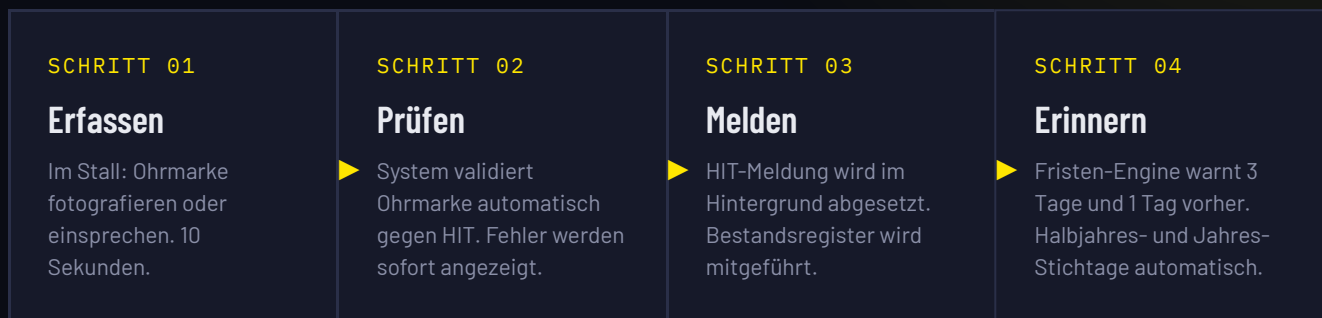 SCHRITT 01
Erfassen
Im Stall: Ohrmarke
fotografieren oder
einsprechen. 10
Sekunden.
SCHRITT 02
Prüfen
System validiert
Ohrmarke automatisch
gegen HIT. Fehler werden
sofort angezeigt.
SCHRITT 03
Melden
HIT-Meldung wird im
Hintergrund abgesetzt.
Bestandsregister wird
mitgeführt.
SCHRITT 04
Erinnern
Fristen-Engine warnt 3
Tage und 1 Tag vorher.
Halbjahres- und Jahres-
Stichtage automatisch.